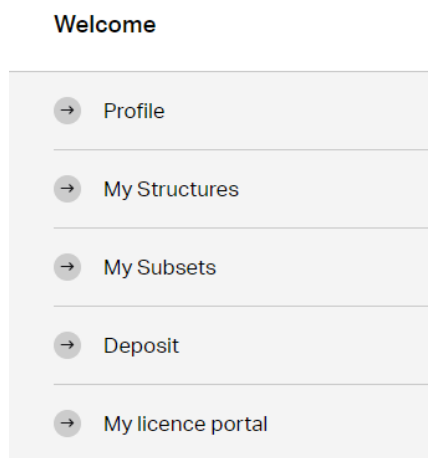 Welcome
Profile
My Structures
My Subsets
Deposit
My licence portal